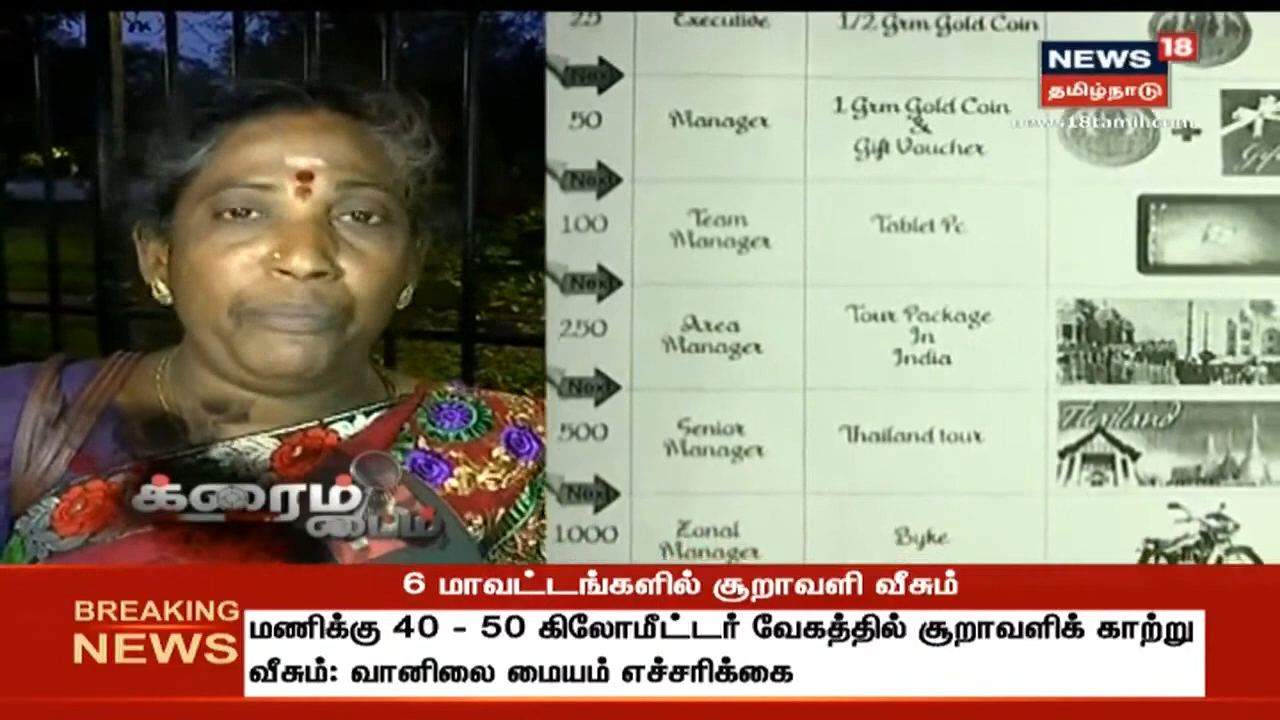 25 Executive 1/2 Grm Gold Coin
Next
50 Manager 1 Grm Gold Coin
&
Gift Voucher
Next
100 Team Manager Tablet Pc
Next
250 Area Manager Tour Package
In
India
Next
500 Senior Manager Thailand tour
Thailand
Next
1000 Zonal Manager Byke
NEWS 18
தமிழ்நாடு
news18tamil.com
Gift
க்ரைம்
டைம்
6 மாவட்டங்களில் சூறாவளி வீசும்
BREAKING
NEWS
மணிக்கு 40 - 50 கிலோமீட்டர் வேகத்தில் சூறாவளிக் காற்று
வீசும்: வானிலை மையம் எச்சரிக்கை